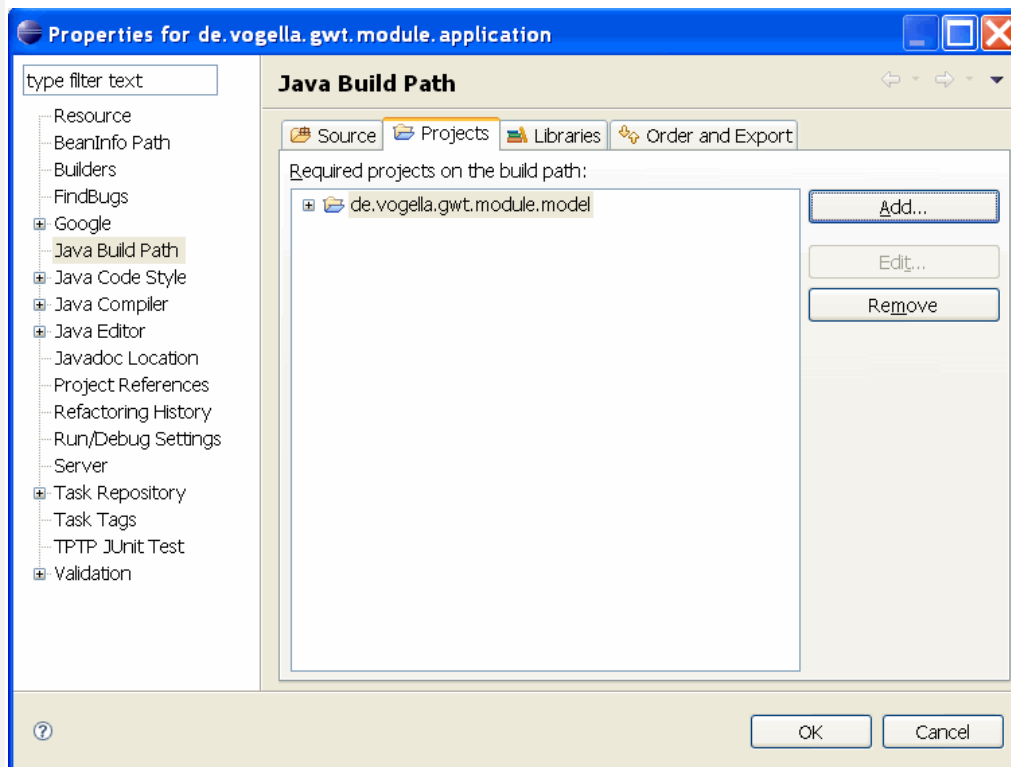 Properties for de.vogella.gwt.module.application
type filter text
Resource
BeanInfo Path
Builders
FindBugs
Google
Java Build Path
Java Code Style
Java Compiler
Java Editor
Javadoc Location
Project References
Refactoring History
Run/Debug Settings
Server
Task Repository
Task Tags
TPTP JUnit Test
Validation
Java Build Path
Source
Projects
Libraries
Order and Export
Required projects on the build path:
de.vogella.gwt.module.model
Add...
Edit...
Remove
OK
Cancel